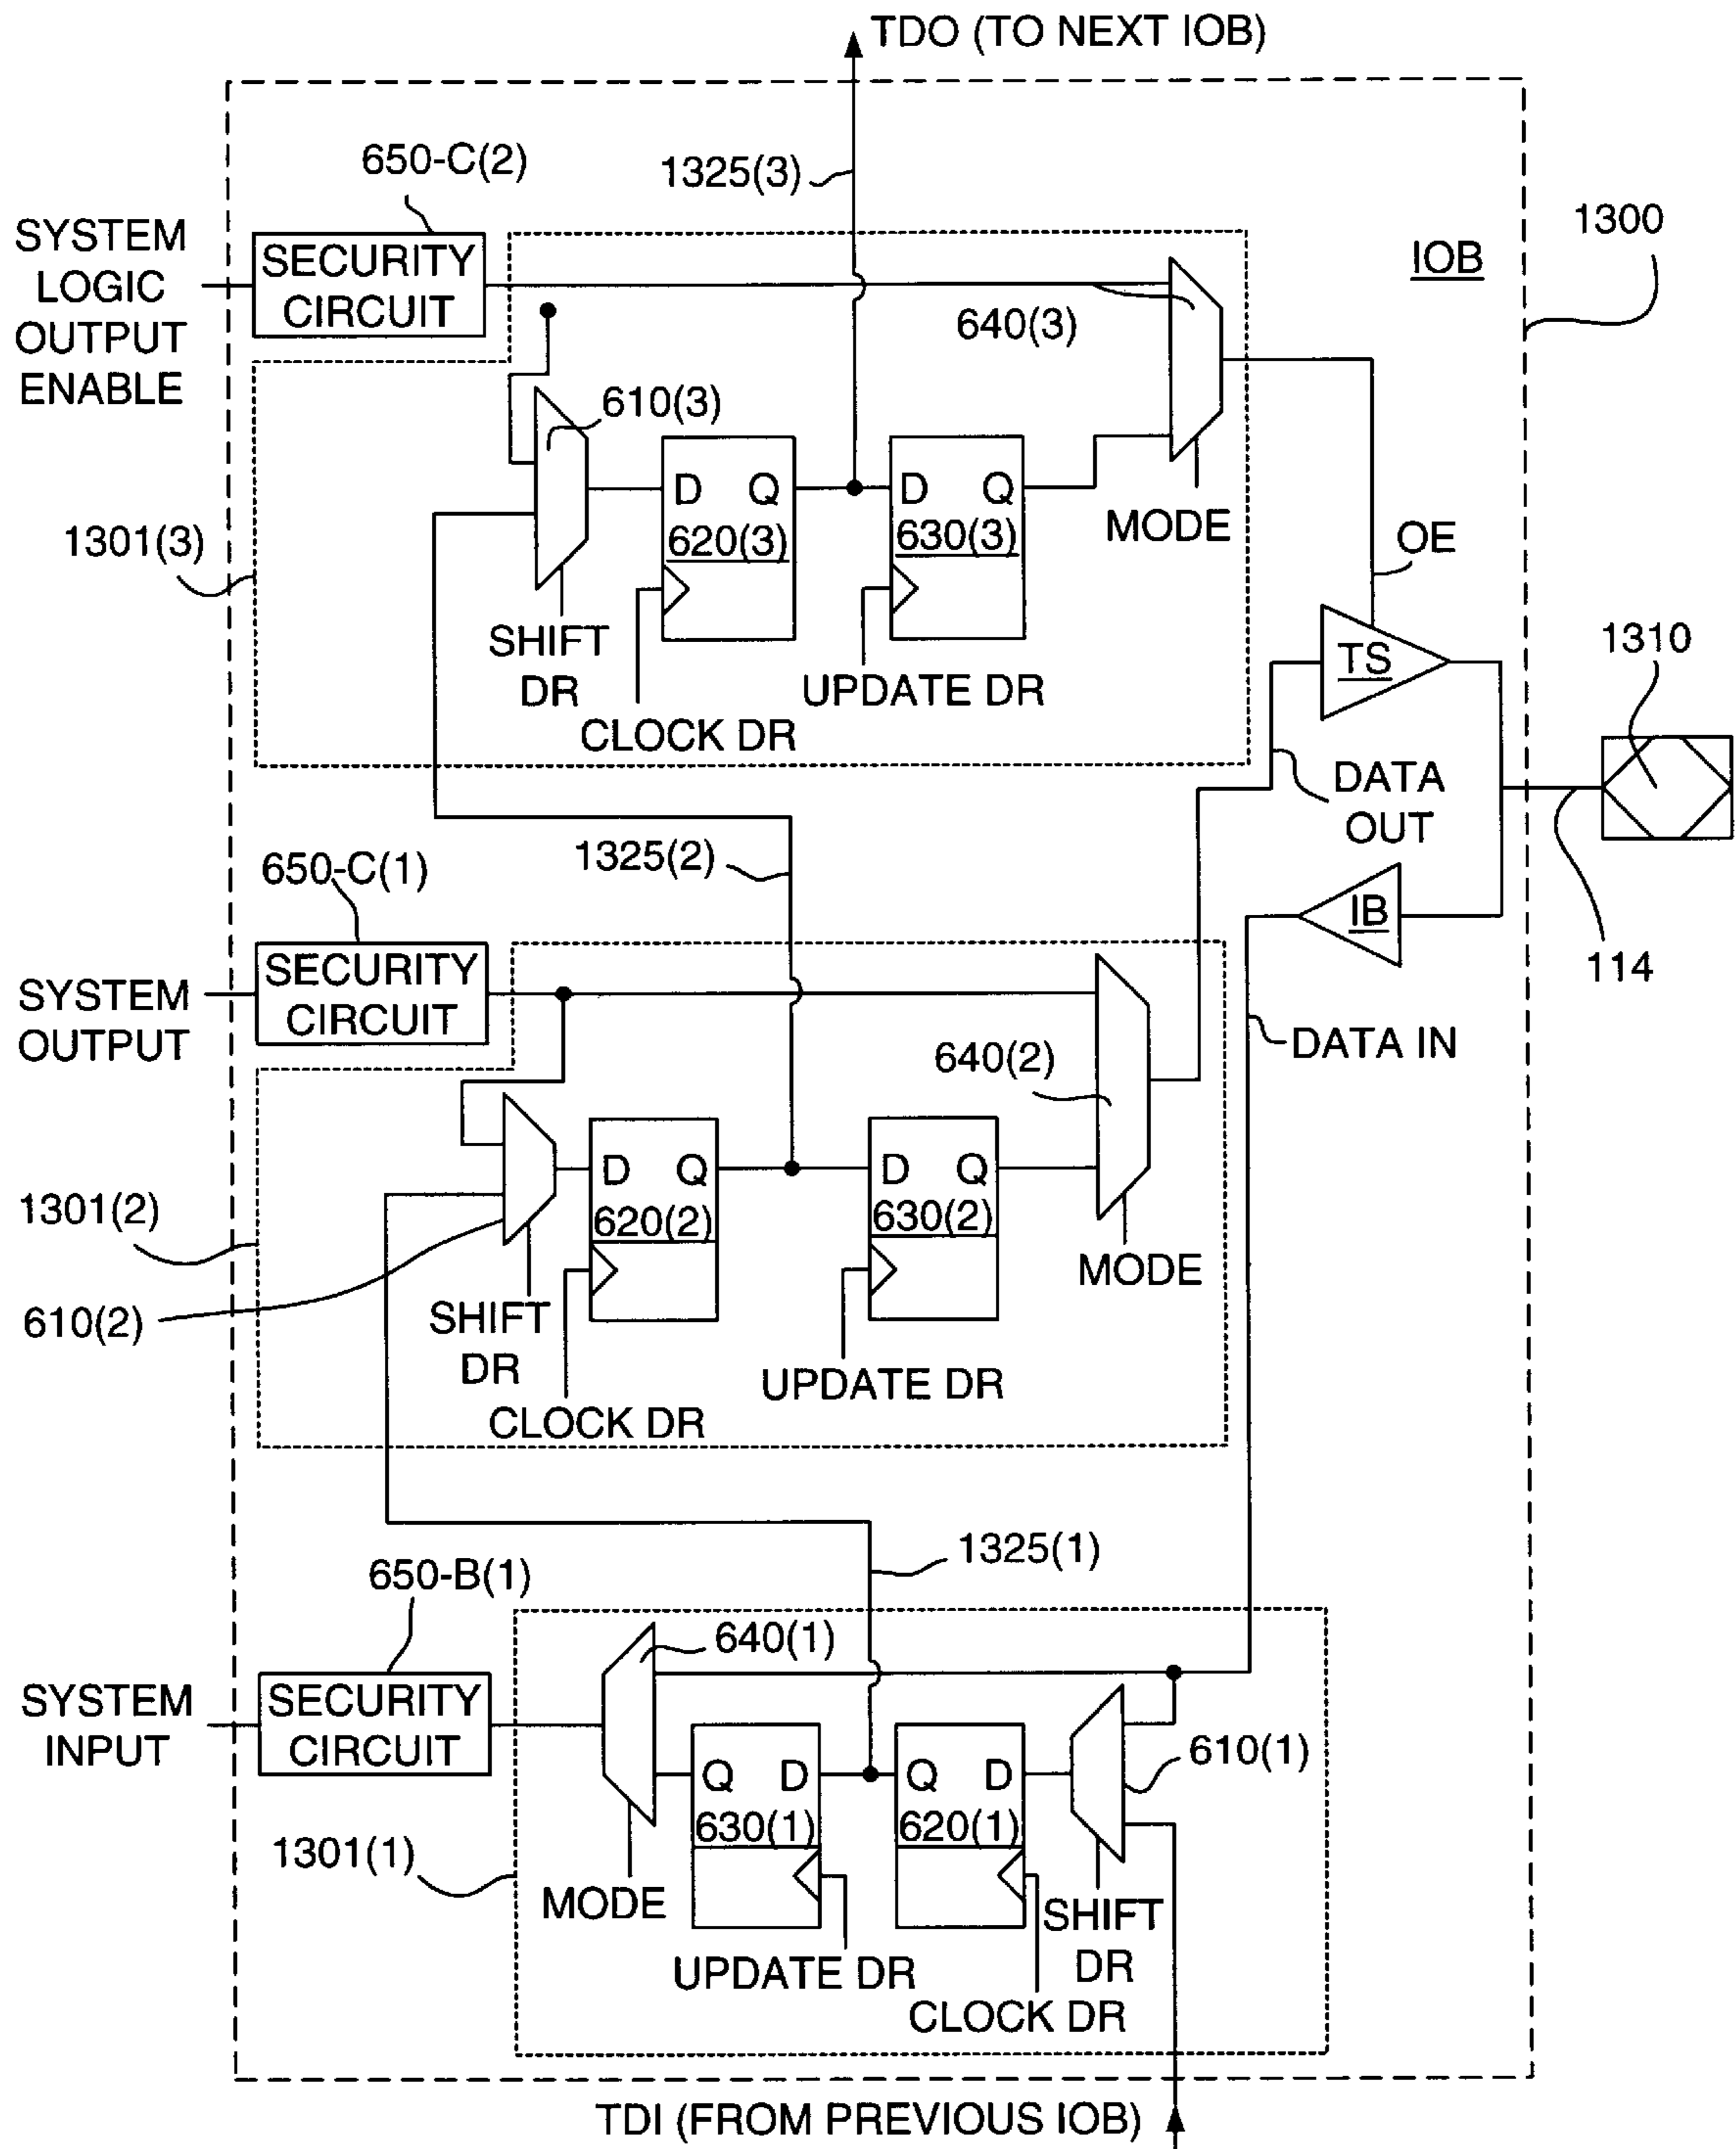 TDO (TO NEXT IOB)
650-C(2)
1325(3)
1300
SYSTEM
LOGIC
OUTPUT
ENABLE
SECURITY
CIRCUIT
IOB
640(3)
610(3)
D Q
620(3)
D Q
630(3)
MODE
1301(3)
OE
SHIFT
DR
CLOCK DR
UPDATE DR
TS
1310
DATA
OUT
1325(2)
650-C(1)
IB
114
SYSTEM
OUTPUT
SECURITY
CIRCUIT
DATA IN
640(2)
D Q
620(2)
D Q
630(2)
1301(2)
610(2)
MODE
SHIFT
DR
CLOCK DR
UPDATE DR
1325(1)
650-B(1)
640(1)
SYSTEM
INPUT
SECURITY
CIRCUIT
610(1)
Q D
630(1)
Q D
620(1)
1301(1)
MODE
SHIFT
DR
UPDATE DR
CLOCK DR
TDI (FROM PREVIOUS IOB)